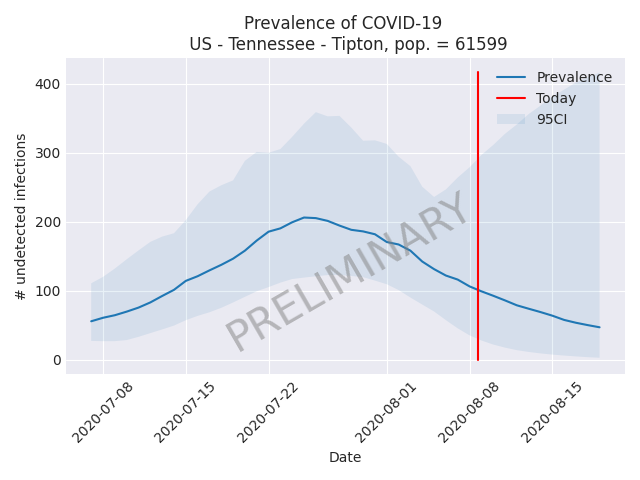 Prevalence of COVID-19
US - Tennessee - Tipton, pop. = 61599
400
300
200
100
0
# undetected infections
Prevalence
Today
95CI
PRELIMINARY
2020-07-08
2020-07-15
2020-07-22
2020-08-01
2020-08-08
2020-08-15
Date